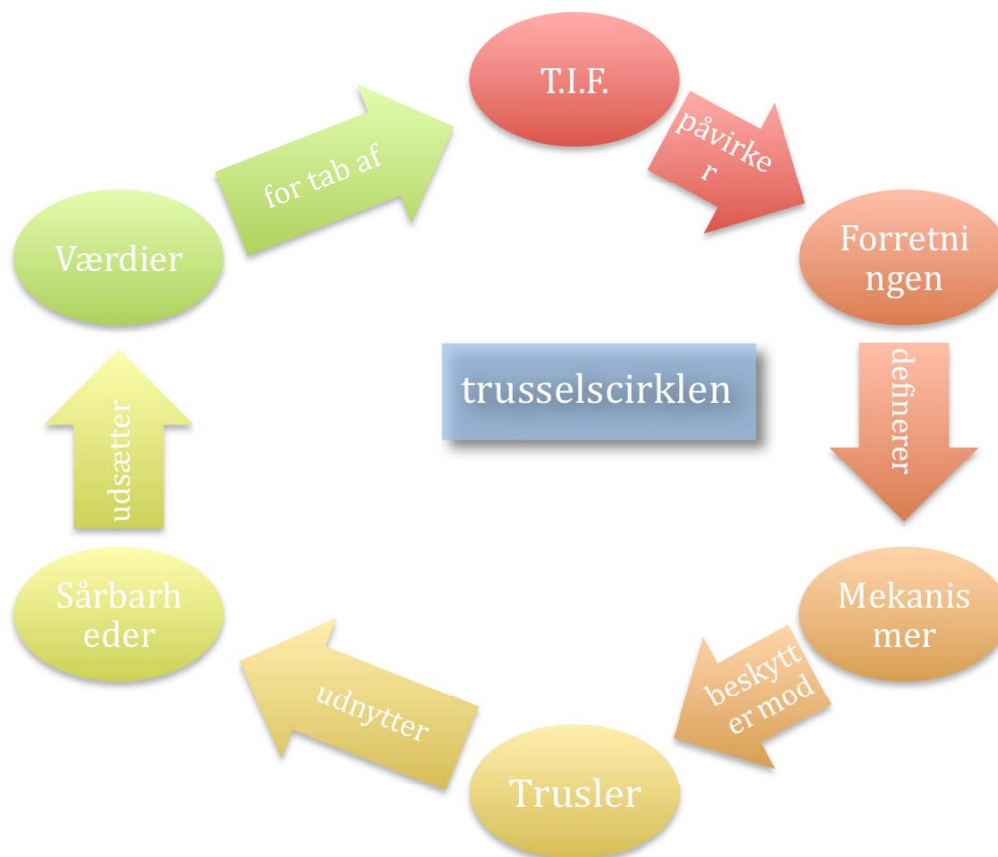 T.I.F.
påvirke
r
Forretni
ngen
definerer
Mekanis
mer
beskytt
er mod
Trusler
udnytter
Sårbarh
eder
udsætter
Værdier
for tab af
trusselscirklen